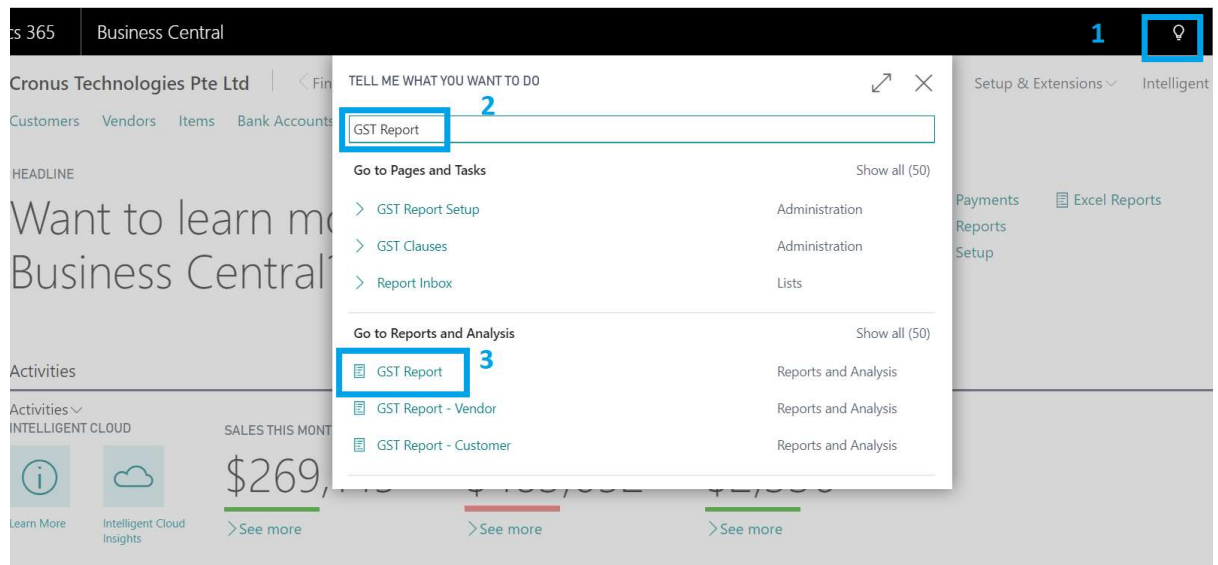 cs 365 Business Central 1
Cronus Technologies Pte Ltd Fin Setup & Extensions Intelligent
Customers Vendors Items Bank Accounts
HEADLINE
Want to learn mo
Business Central?
Payments Excel Reports
Reports
Setup
TELL ME WHAT YOU WANT TO DO
2
GST Report
Go to Pages and Tasks Show all (50)
GST Report Setup Administration
GST Clauses Administration
Report Inbox Lists
Go to Reports and Analysis Show all (50)
3
GST Report Reports and Analysis
GST Report - Vendor Reports and Analysis
GST Report - Customer Reports and Analysis
Activities
Activities
INTELLIGENT CLOUD SALES THIS MONT
$269,
Learn More Intelligent Cloud
Insights
See more See more See more